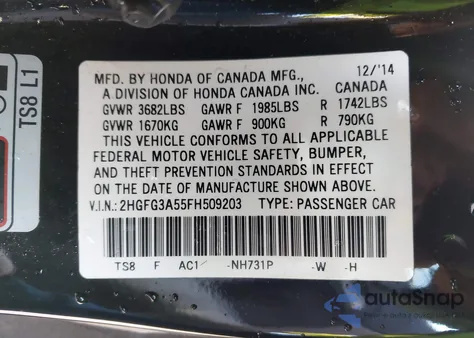 TS8 L1
12/'14
MFD. BY HONDA OF CANADA MFG.,
A DIVISION OF HONDA CANADA INC. CANADA
GVWR 3682LBS GAWR F 1985LBS R 1742LBS
GVWR 1670KG GAWR F 900KG R 790KG
THIS VEHICLE CONFORMS TO ALL APPLICABLE
FEDERAL MOTOR VEHICLE SAFETY, BUMPER,
AND THEFT PREVENTION STANDARDS IN EFFECT
ON THE DATE OF MANUFACTURE SHOWN ABOVE.
V.I.N.: 2HGFG3A55FH509203 TYPE: PASSENGER CAR
TS8 F AC1 -NH731P -W -H
autoSnap